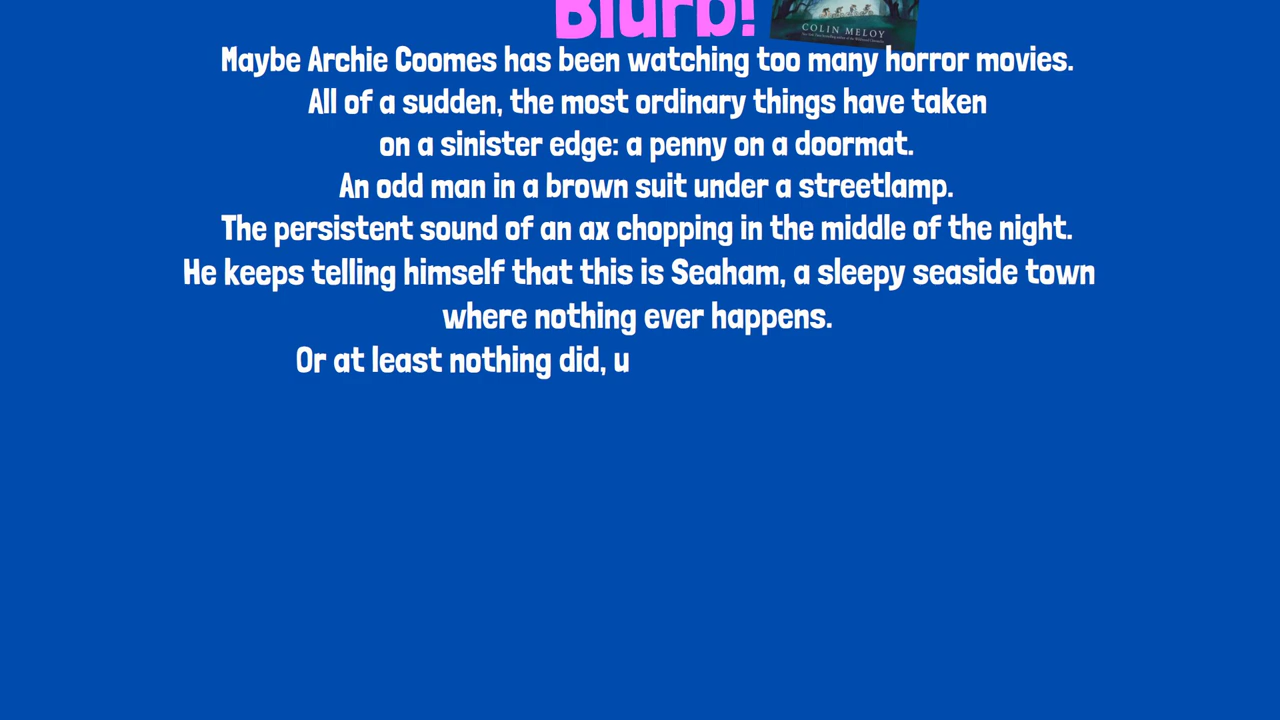 Blurb!
COLIN MELOY
Maybe Archie Coomes has been watching too many horror movies.
All of a sudden, the most ordinary things have taken
on a sinister edge: a penny on a doormat.
An odd man in a brown suit under a streetlamp.
The persistent sound of an ax chopping in the middle of the night.
He keeps telling himself that this is Seaham, a sleepy seaside town
where nothing ever happens.
Or at least nothing did, u